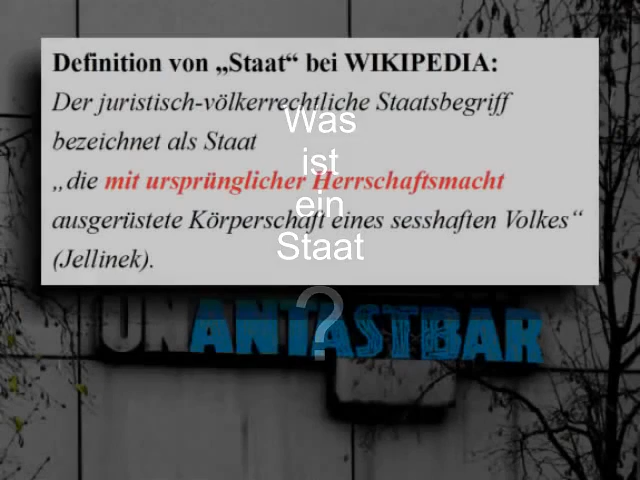 Definition von „Staat“ bei WIKIPEDIA:
Der juristisch-völkerrechtliche Staatsbegriff
bezeichnet als Staat
„die mit ursprünglicher Herrschaftsmacht
ausgerüstete Körperschaft eines sesshaften Volkes“
(Jellinek).
Was
ist
ein
Staat
?
UNANTASTBAR